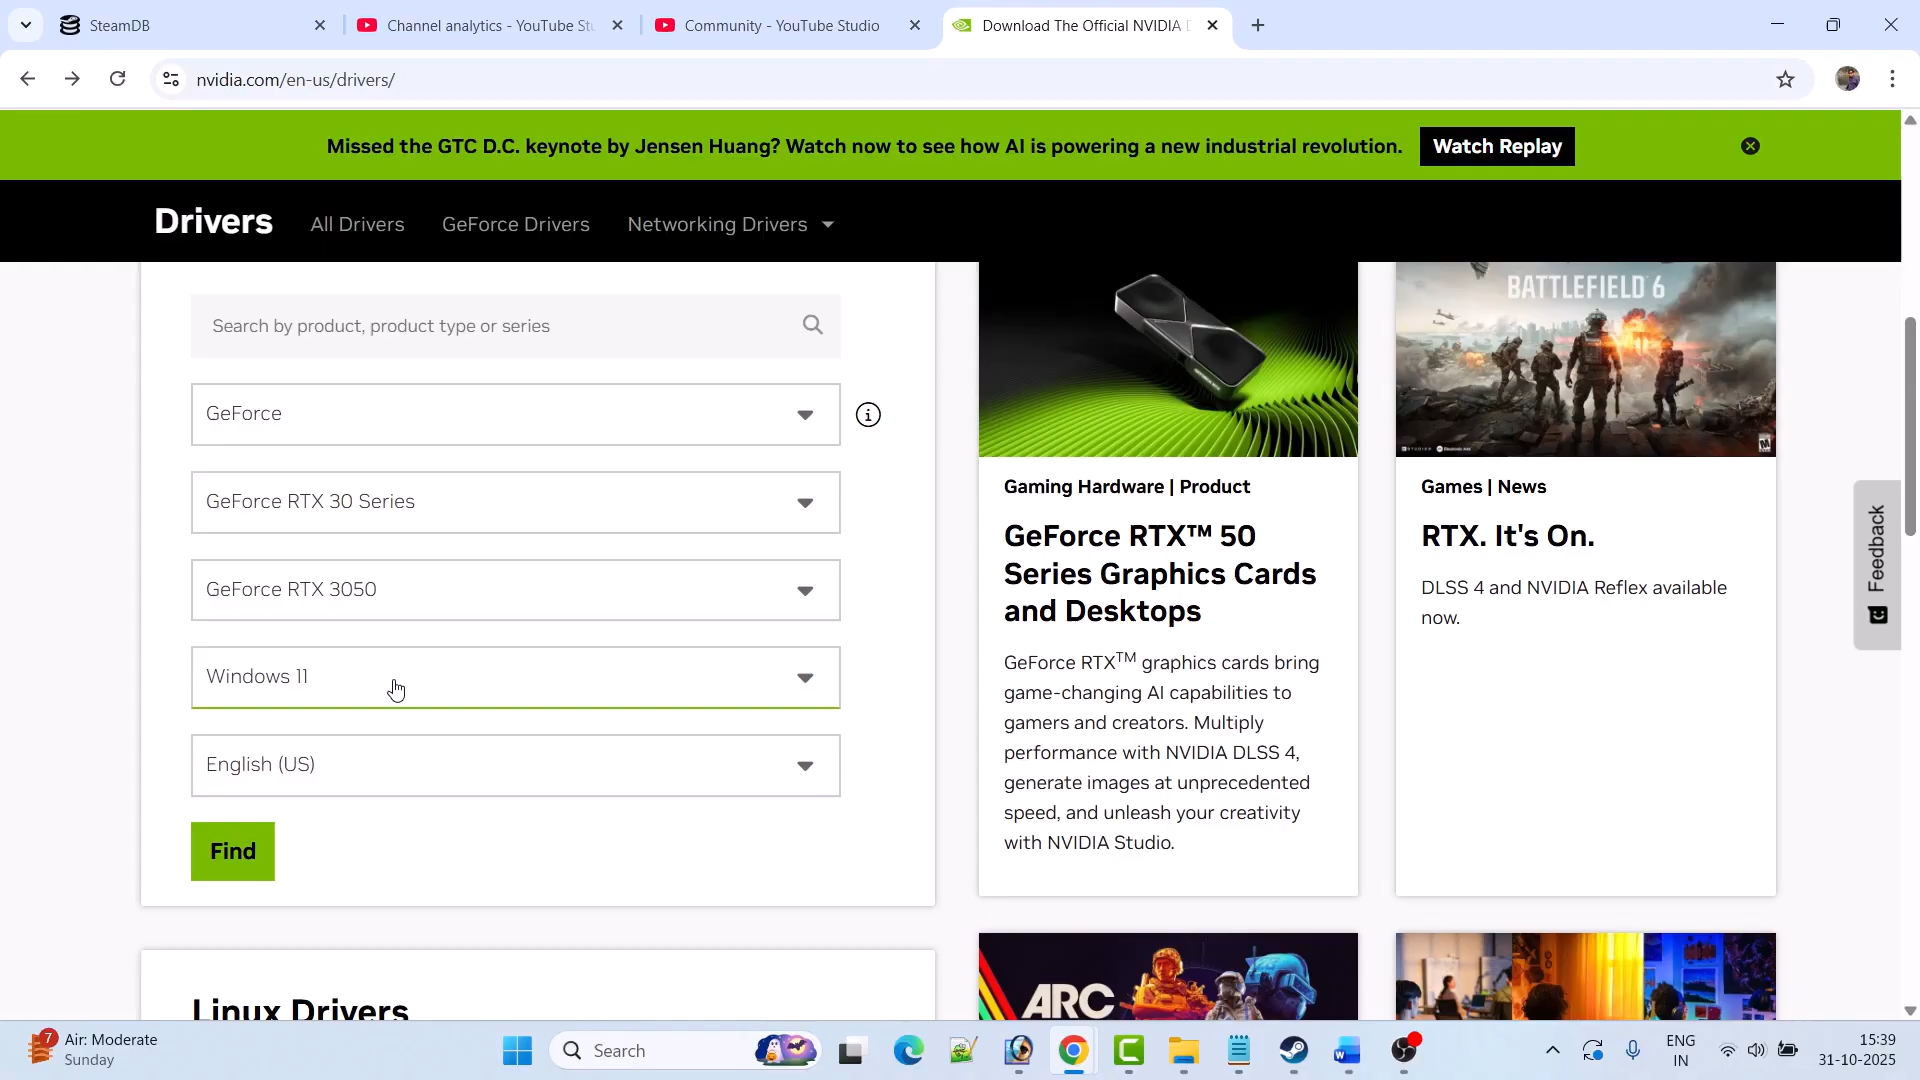 SteamDB
Channel analytics - YouTube Stu
Community - YouTube Studio
Download The Official NVIDIA D
nvidia.com/en-us/drivers/
Missed the GTC D.C. keynote by Jensen Huang? Watch now to see how AI is powering a new industrial revolution.
Watch Replay
Drivers
All Drivers
GeForce Drivers
Networking Drivers
Search by product, product type or series
GeForce
GeForce RTX 30 Series
GeForce RTX 3050
Windows 11
English (US)
Find
Linux Drivers
Gaming Hardware | Product
GeForce RTX™ 50
Series Graphics Cards
and Desktops
GeForce RTX™ graphics cards bring
game-changing AI capabilities to
gamers and creators. Multiply
performance with NVIDIA DLSS 4,
generate images at unprecedented
speed, and unleash your creativity
with NVIDIA Studio.
BATTLEFIELD 6
Games | News
RTX. It's On.
DLSS 4 and NVIDIA Reflex available
now.
ARC
Feedback
7
Air: Moderate
Sunday
Search
ENG
IN
15:39
31-10-2025